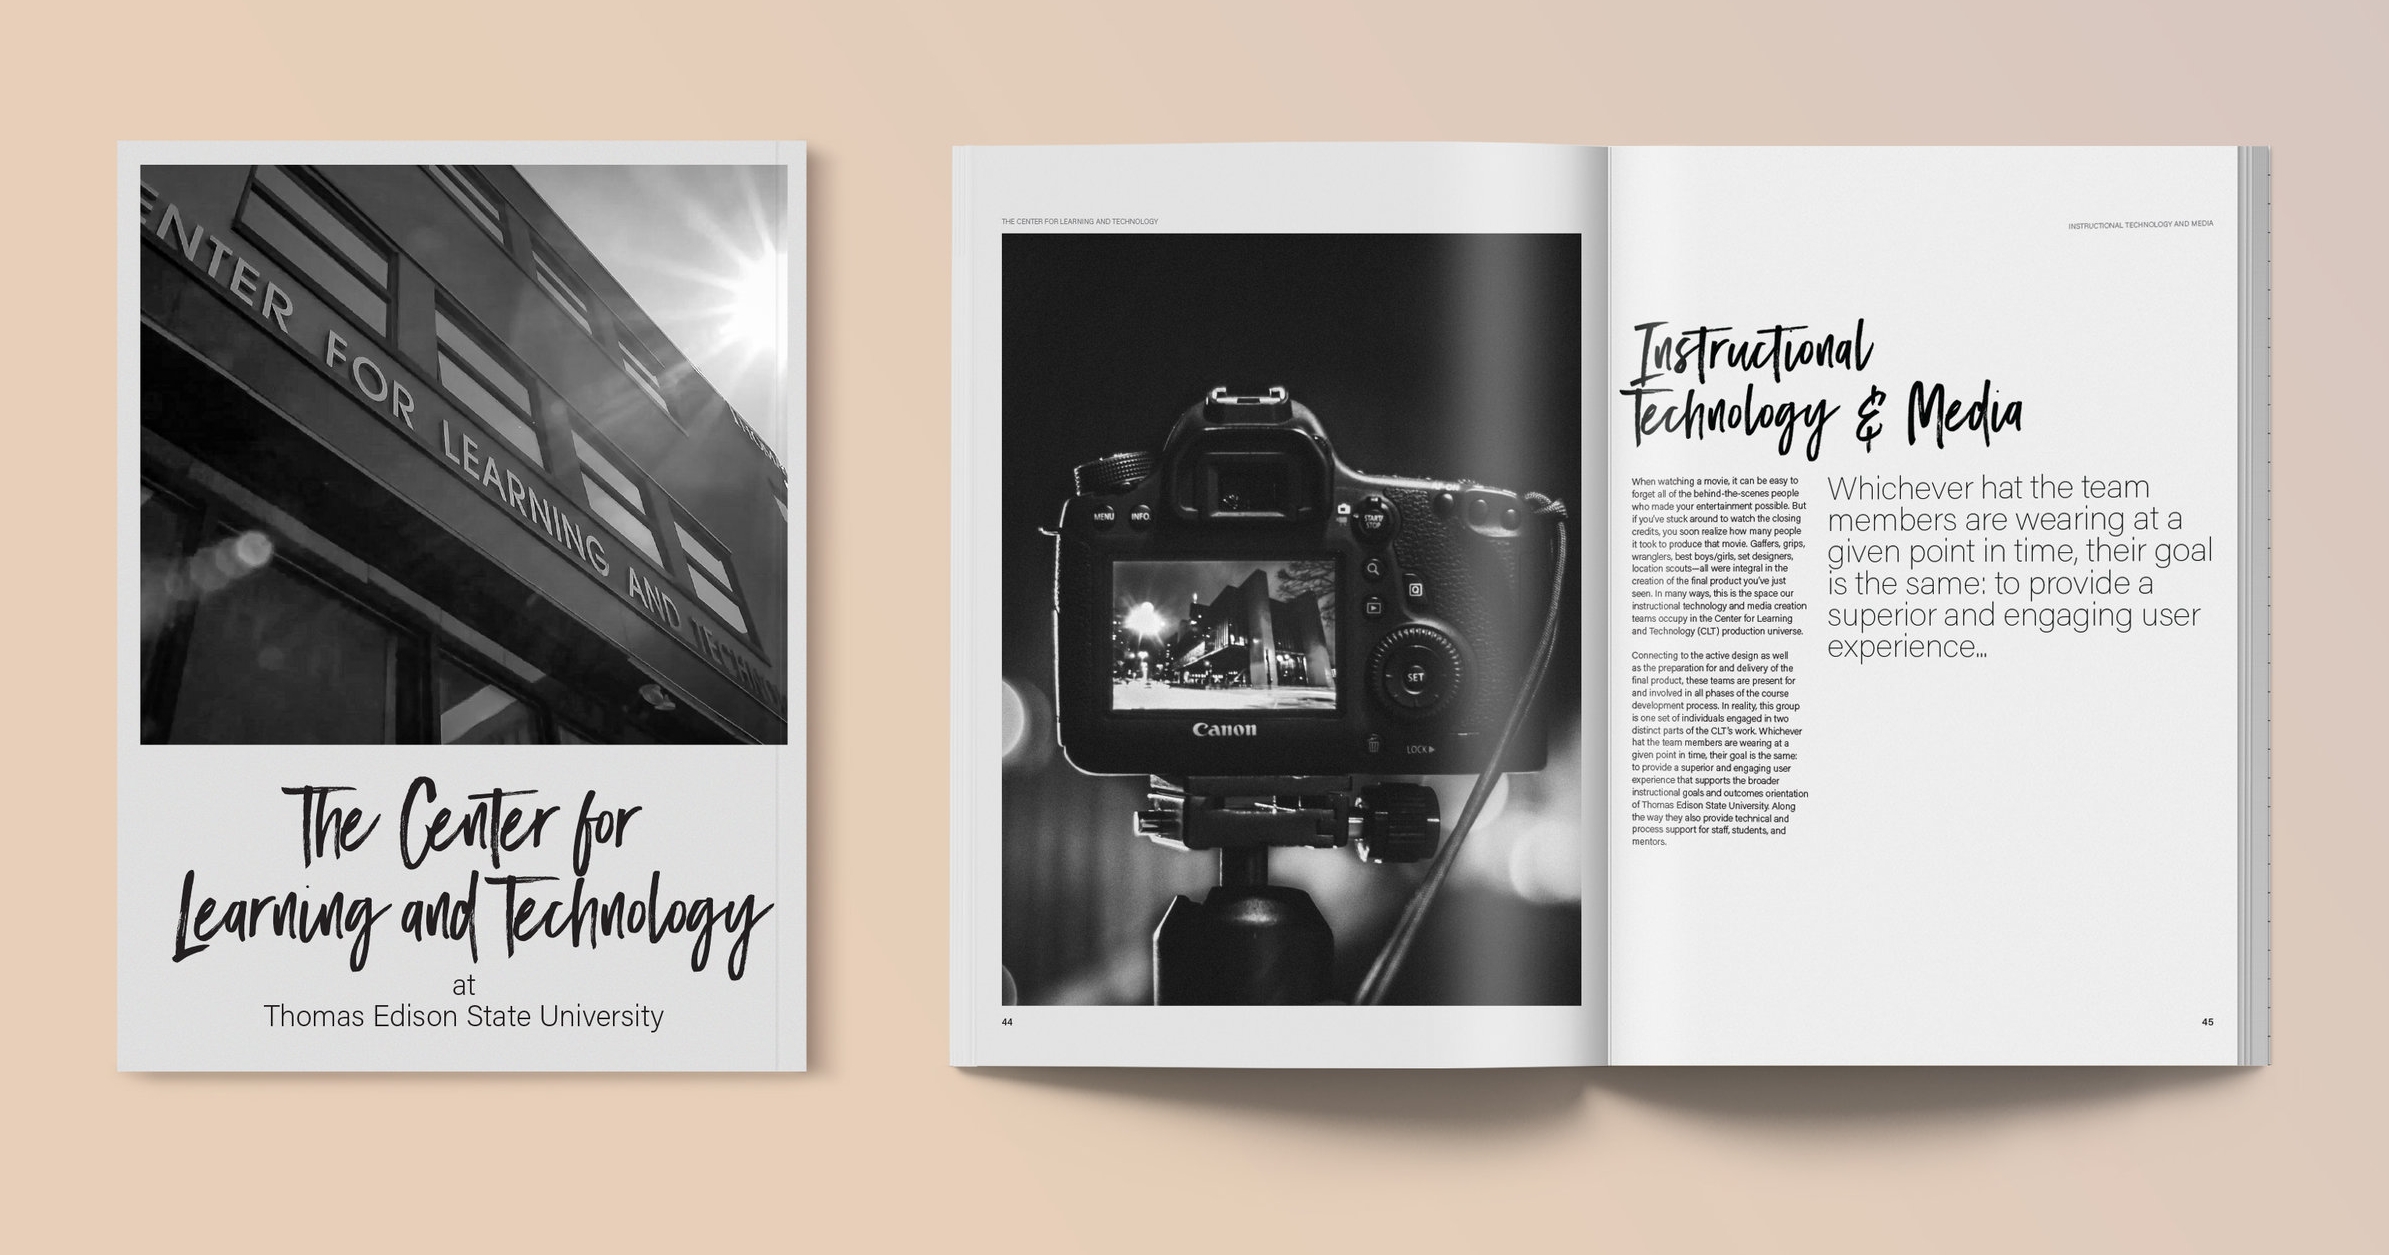 ENTER FOR LEARNING AND TECHNO
The Center for
Learning and Technology
at
Thomas Edison State University
THE CENTER FOR LEARNING AND TECHNOLOGY
MENU INFO.
START/
STOP
Q
SET
Canon
LOCK
44
INSTRUCTIONAL TECHNOLOGY AND MEDIA
Instructional
Technology & Media
When watching a movie, it can be easy to
forget all of the behind-the-scenes people
who made your entertainment possible. But
if you've stuck around to watch the closing
credits, you soon realize how many people
it took to produce that movie. Gaffers, grips,
wranglers, best boys/girls, set designers,
location scouts—all were integral in the
creation of the final product you've just
seen. In many ways, this is the space our
instructional technology and media creation
teams occupy in the Center for Learning
and Technology (CLT) production universe.
Connecting to the active design as well
as the preparation for and delivery of the
final product, these teams are present for
and involved in all phases of the course
development process. In reality, this group
is one set of individuals engaged in two
distinct parts of the CLT's work. Whichever
hat the team members are wearing at a
given point in time, their goal is the same:
to provide a superior and engaging user
experience that supports the broader
instructional goals and outcomes orientation
of Thomas Edison State University. Along
the way they also provide technical and
process support for staff, students, and
mentors.
Whichever hat the team
members are wearing at a
given point in time, their goal
is the same: to provide a
superior and engaging user
experience...
45